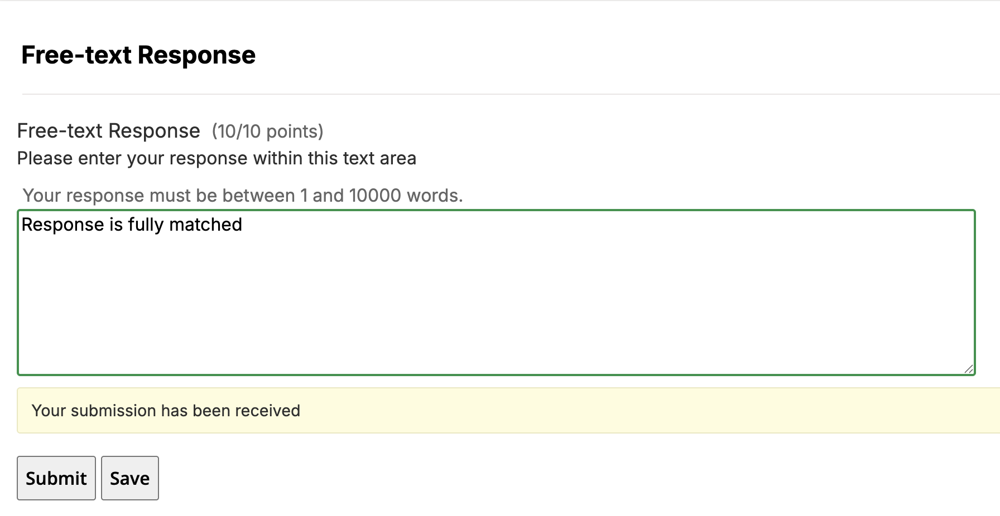 Free-text Response
Free-text Response (10/10 points)
Please enter your response within this text area
Your response must be between 1 and 10000 words.
Response is fully matched
Your submission has been received
Submit Save